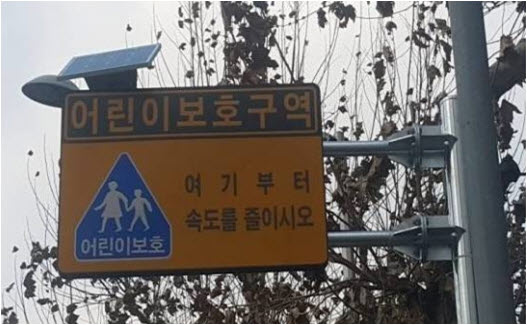 어린이보호구역
여기부터
속도를 줄이시오
어린이보호